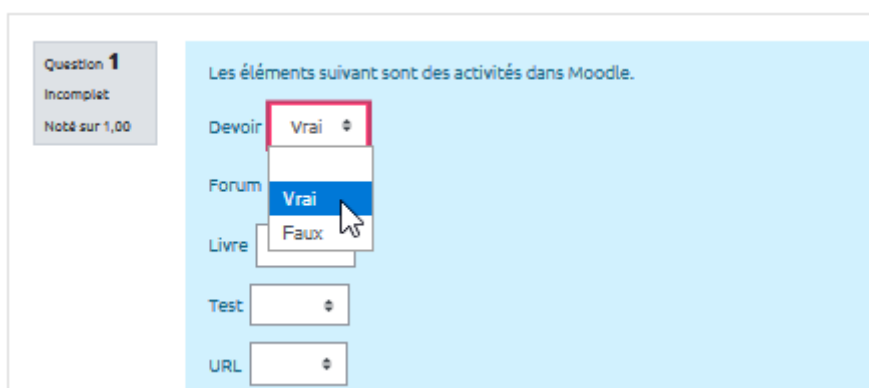 Question 1
Incomplet
Noté sur 1,00
Les éléments suivant sont des activités dans Moodle.
Devoir Vrai
Forum
Vrai
Faux
Livre
Test
URL